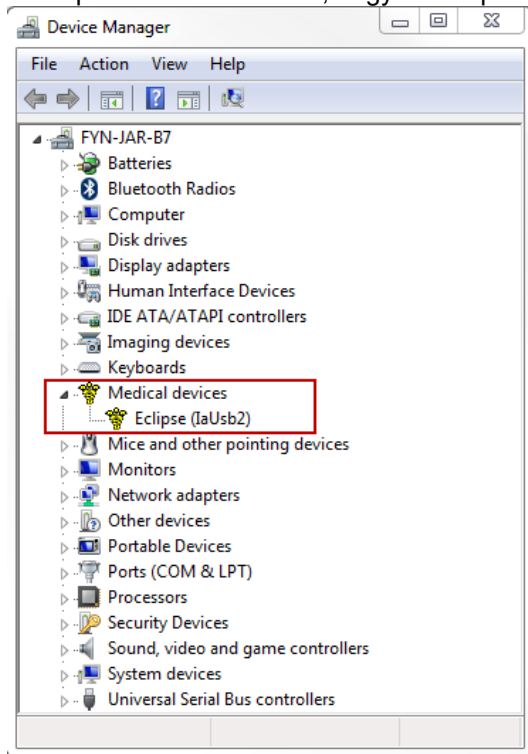 Device Manager
File Action View Help
FYN-JAR-B7
Batteries
Bluetooth Radios
Computer
Disk drives
Display adapters
Human Interface Devices
IDE ATA/ATAPI controllers
Imaging devices
Keyboards
Medical devices
Eclipse (IaUsb2)
Mice and other pointing devices
Monitors
Network adapters
Other devices
Portable Devices
Ports (COM & LPT)
Processors
Security Devices
Sound, video and game controllers
System devices
Universal Serial Bus controllers